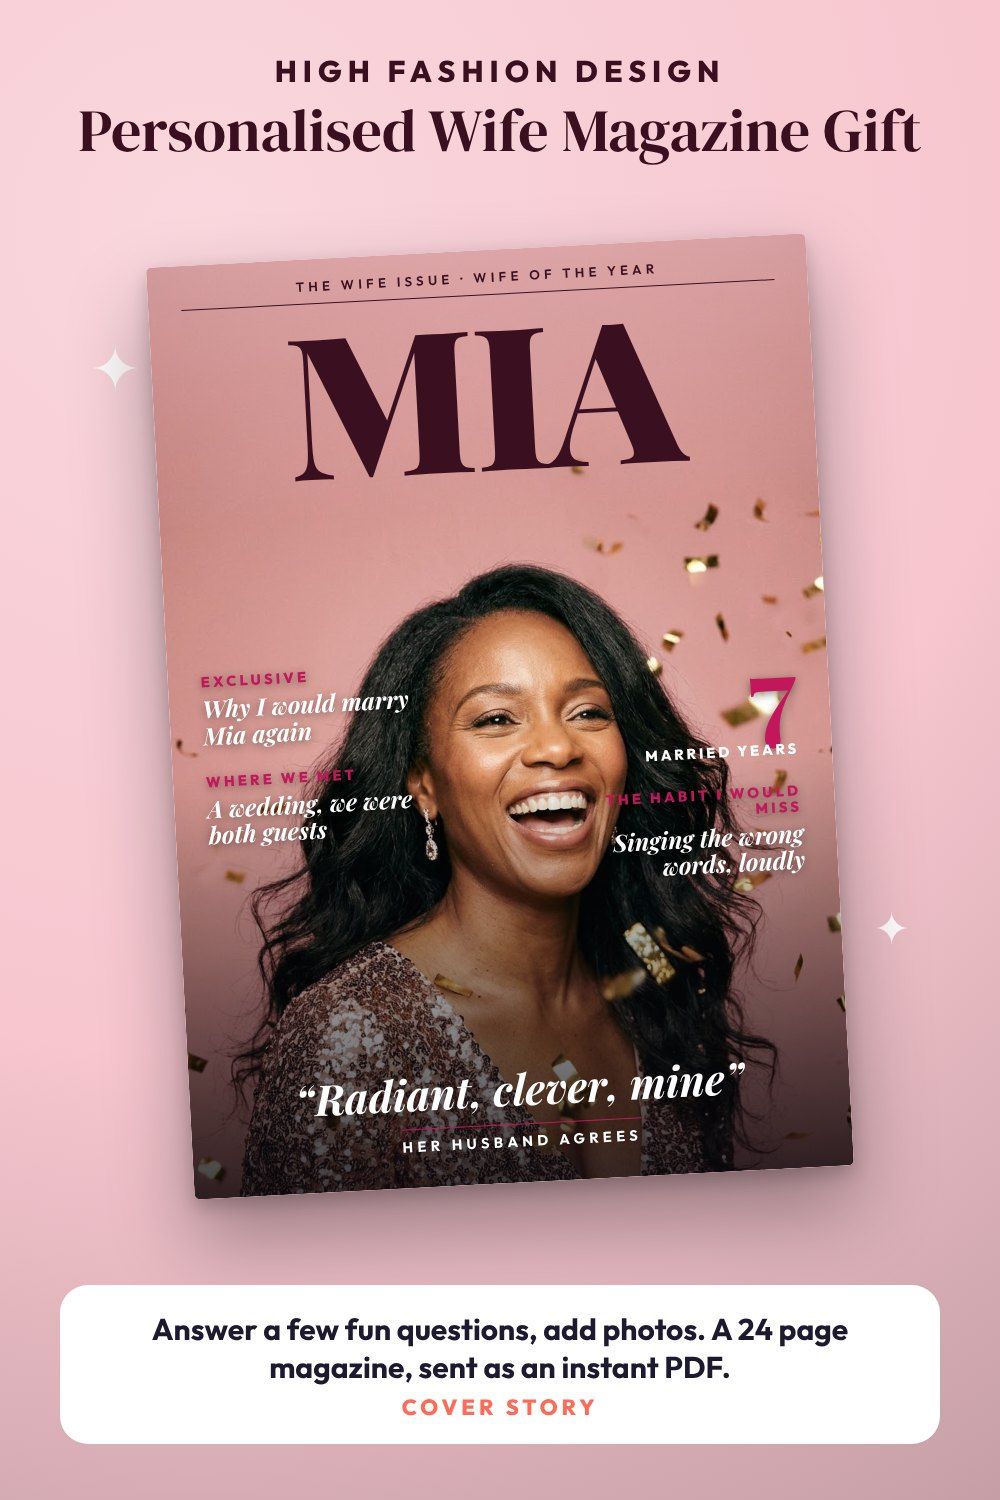 HIGH FASHION DESIGN
Personalised Wife Magazine Gift
THE WIFE ISSUE · WIFE OF THE YEAR
MIA
EXCLUSIVE
Why I would marry
Mia again
WHERE WE MET
A wedding, we were
both guests
7
MARRIED YEARS
THE HABIT I WOULD
MISS
Singing the wrong
words, loudly
“Radiant, clever, mine”
HER HUSBAND AGREES
Answer a few fun questions, add photos. A 24 page
magazine, sent as an instant PDF.
COVER STORY